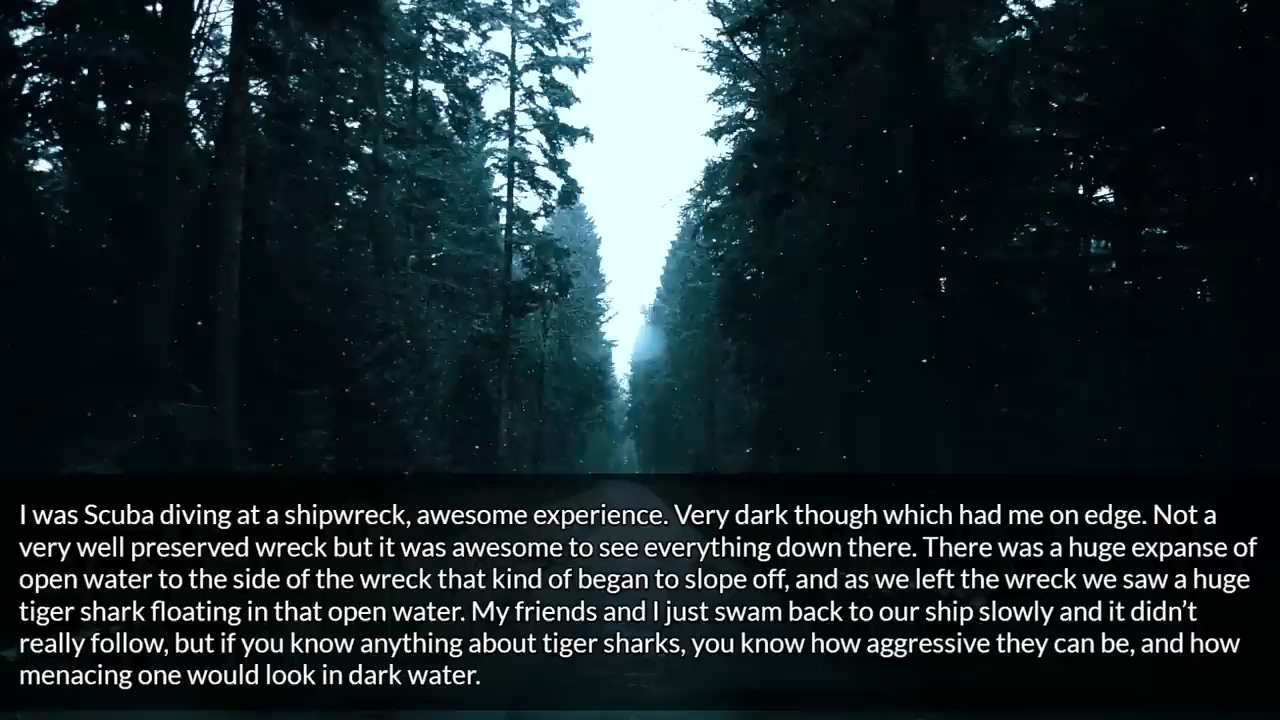 I was Scuba diving at a shipwreck, awesome experience. Very dark though which had me on edge. Not a
very well preserved wreck but it was awesome to see everything down there. There was a huge expanse of
open water to the side of the wreck that kind of began to slope off, and as we left the wreck we saw a huge
tiger shark floating in that open water. My friends and I just swam back to our ship slowly and it didn’t
really follow, but if you know anything about tiger sharks, you know how aggressive they can be, and how
menacing one would look in dark water.